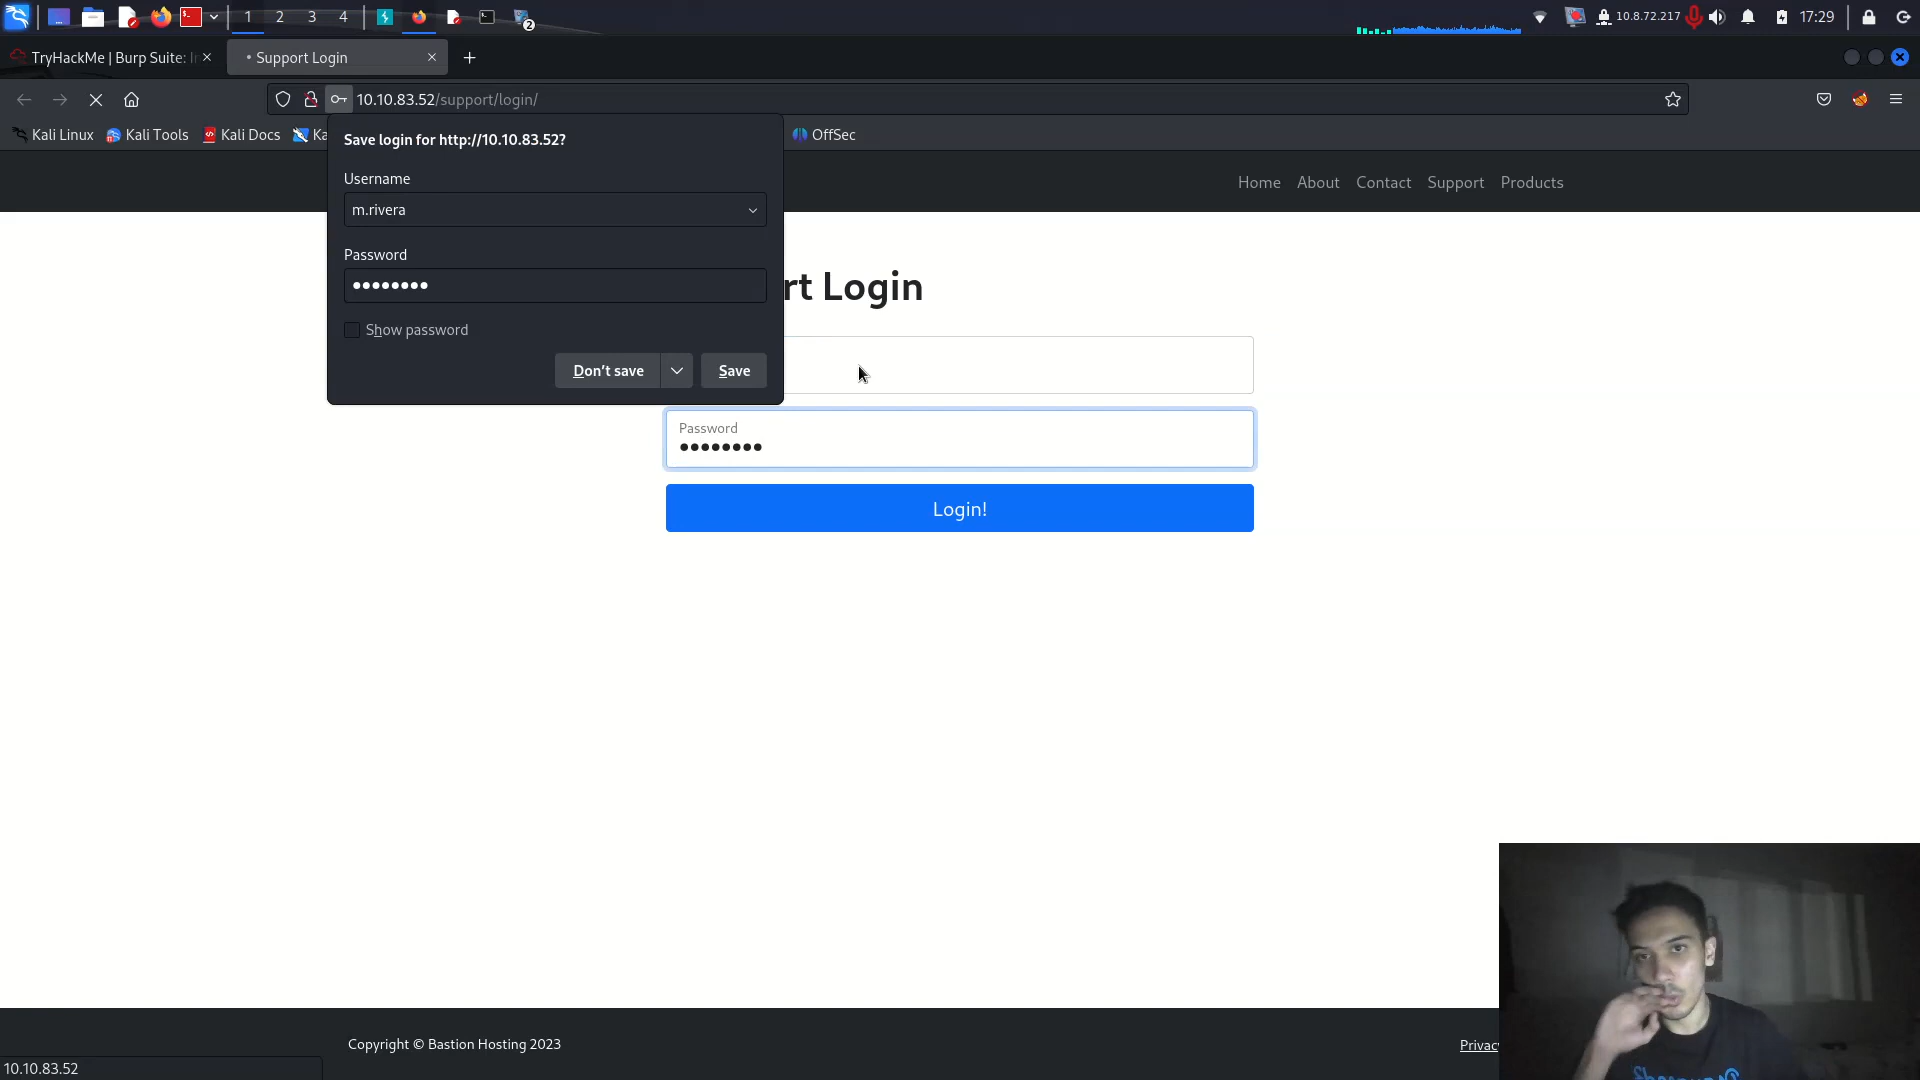 1 2 3 4
2
10.8.72.217
17:29
TryHackMe | Burp Suite:
Support Login
10.10.83.52/support/login/
Kali Linux
Kali Tools
Kali Docs
Ka
OffSec
Save login for http://10.10.83.52?
Username
m.rivera
Password
Show password
Don't save
Save
Home About Contact Support Products
rt Login
Password
Login!
Copyright © Bastion Hosting 2023
Privac
10.10.83.52